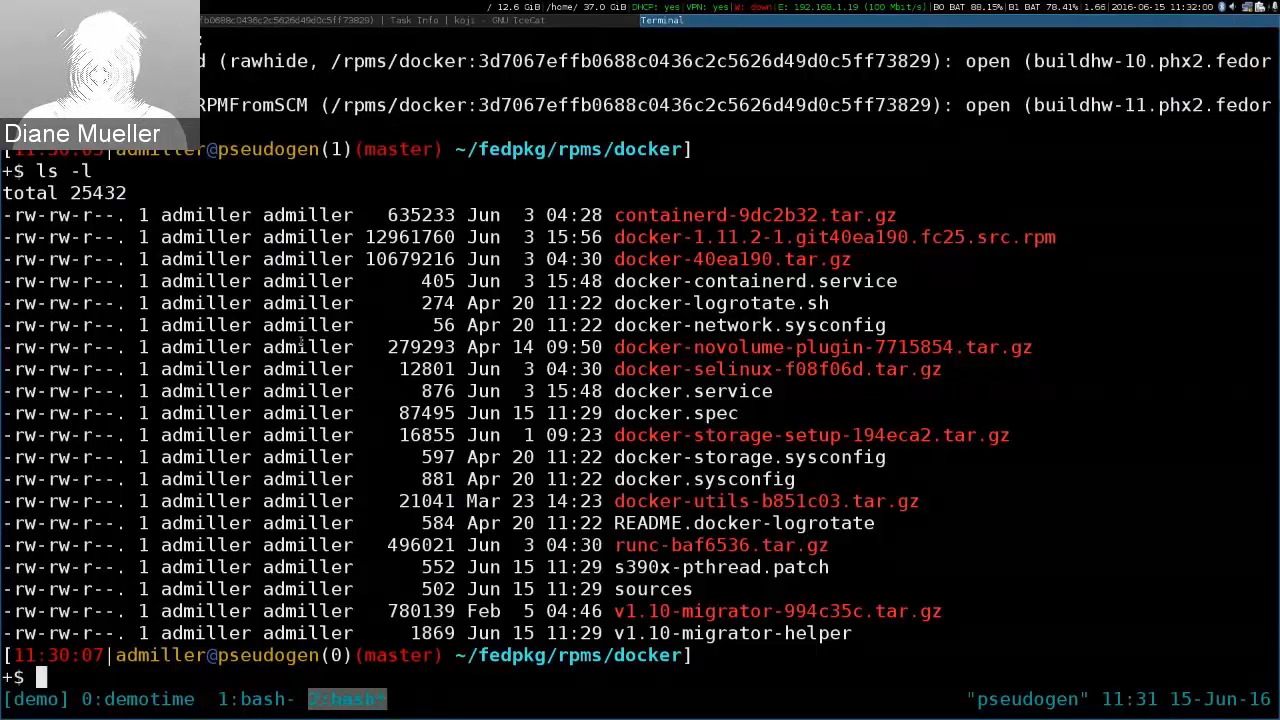 / 12.6 GiB|/home/ 37.0 GiB|DHCP: yes|VPN: yes|W: down|E: 192.168.1.19 (100 Mbit/s)|B0 BAT 88.15%|B1 BAT 78.41%|1.66|2016-06-15 11:32:00
b0688c0436c2c5626d49d0c5ff73829) | Task Info | koji - GNU IceCat
Terminal
:
d (rawhide, /rpms/docker:3d7067effb0688c0436c2c5626d49d0c5ff73829): open (buildhw-10.phx2.fedor
RPMFromSCM (/rpms/docker:3d7067effb0688c0436c2c5626d49d0c5ff73829): open (buildhw-11.phx2.fedor
Diane Mueller
[11:30:05|admiller@pseudogen(1)(master) ~/fedpkg/rpms/docker]
+$ ls -l
total 25432
-rw-rw-r--. 1 admiller admiller 635233 Jun 3 04:28 containerd-9dc2b32.tar.gz
-rw-rw-r--. 1 admiller admiller 12961760 Jun 3 15:56 docker-1.11.2-1.git40ea190.fc25.src.rpm
-rw-rw-r--. 1 admiller admiller 10679216 Jun 3 04:30 docker-40ea190.tar.gz
-rw-rw-r--. 1 admiller admiller 405 Jun 3 15:48 docker-containerd.service
-rw-rw-r--. 1 admiller admiller 274 Apr 20 11:22 docker-logrotate.sh
-rw-rw-r--. 1 admiller admiller 56 Apr 20 11:22 docker-network.sysconfig
-rw-rw-r--. 1 admiller admiller 279293 Apr 14 09:50 docker-novolume-plugin-7715854.tar.gz
-rw-rw-r--. 1 admiller admiller 12801 Jun 3 04:30 docker-selinux-f08f06d.tar.gz
-rw-rw-r--. 1 admiller admiller 876 Jun 3 15:48 docker.service
-rw-rw-r--. 1 admiller admiller 87495 Jun 15 11:29 docker.spec
-rw-rw-r--. 1 admiller admiller 16855 Jun 1 09:23 docker-storage-setup-194eca2.tar.gz
-rw-rw-r--. 1 admiller admiller 597 Apr 20 11:22 docker-storage.sysconfig
-rw-rw-r--. 1 admiller admiller 881 Apr 20 11:22 docker.sysconfig
-rw-rw-r--. 1 admiller admiller 21041 Mar 23 14:23 docker-utils-b851c03.tar.gz
-rw-rw-r--. 1 admiller admiller 584 Apr 20 11:22 README.docker-logrotate
-rw-rw-r--. 1 admiller admiller 496021 Jun 3 04:30 runc-baf6536.tar.gz
-rw-rw-r--. 1 admiller admiller 552 Jun 15 11:29 s390x-pthread.patch
-rw-rw-r--. 1 admiller admiller 502 Jun 15 11:29 sources
-rw-rw-r--. 1 admiller admiller 780139 Feb 5 04:46 v1.10-migrator-994c35c.tar.gz
-rw-rw-r--. 1 admiller admiller 1869 Jun 15 11:29 v1.10-migrator-helper
[11:30:07|admiller@pseudogen(0)(master) ~/fedpkg/rpms/docker]
+$
[demo] 0:demotime 1:bash- 2:bash* "pseudogen" 11:31 15-Jun-16